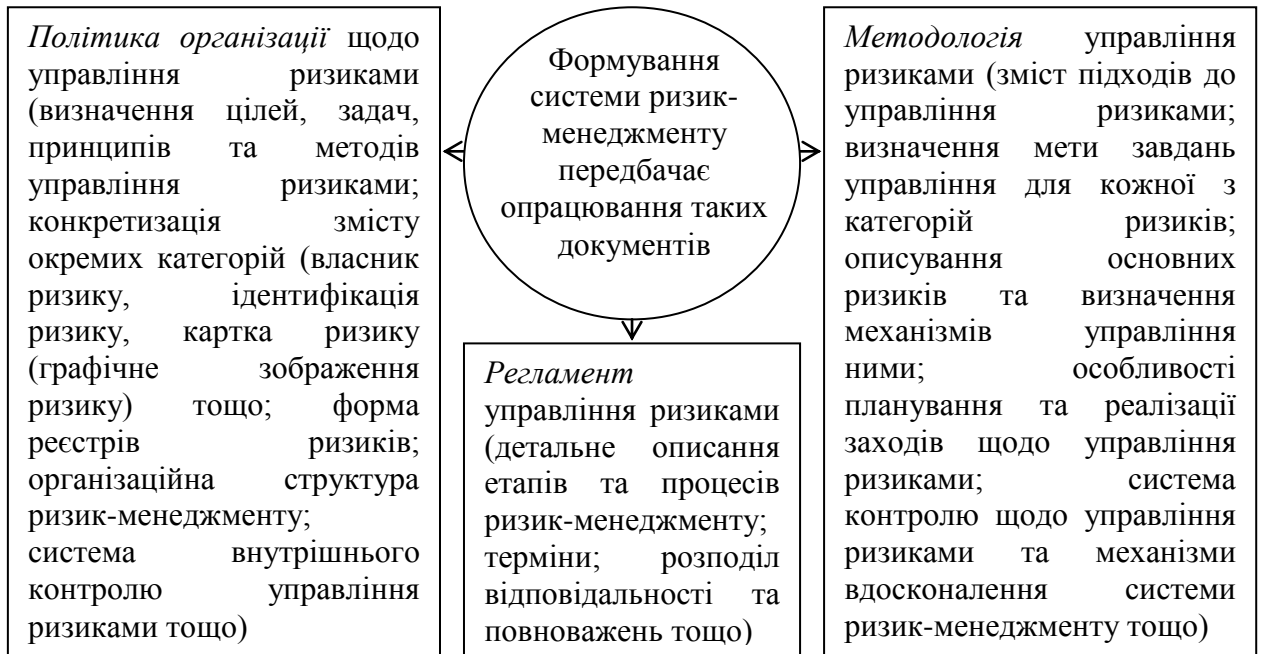 Політика організації щодо
управління ризиками
(визначення цілей, задач,
принципів та методів
управління ризиками;
конкретизація змісту
окремих категорій (власник
ризику, ідентифікація
ризику, картка ризику
(графічне зображення
ризику) тощо; форма
реєстрів ризиків;
організаційна структура
ризик-менеджменту;
система внутрішнього
контролю управління
ризиками тощо)
Формування
системи ризик-
менеджменту
передбачає
опрацювання таких
документів
Регламент
управління ризиками
(детальне описання
етапів та процесів
ризик-менеджменту;
терміни; розподіл
відповідальності та
повноважень тощо)
Методологія управління
ризиками (зміст підходів до
управління ризиками;
визначення мети завдань
управління для кожної з
категорій ризиків;
описування основних
ризиків та визначення
механізмів управління
ними; особливості
планування та реалізації
заходів щодо управління
ризиками; система
контролю щодо управління
ризиками та механізми
вдосконалення системи
ризик-менеджменту тощо)